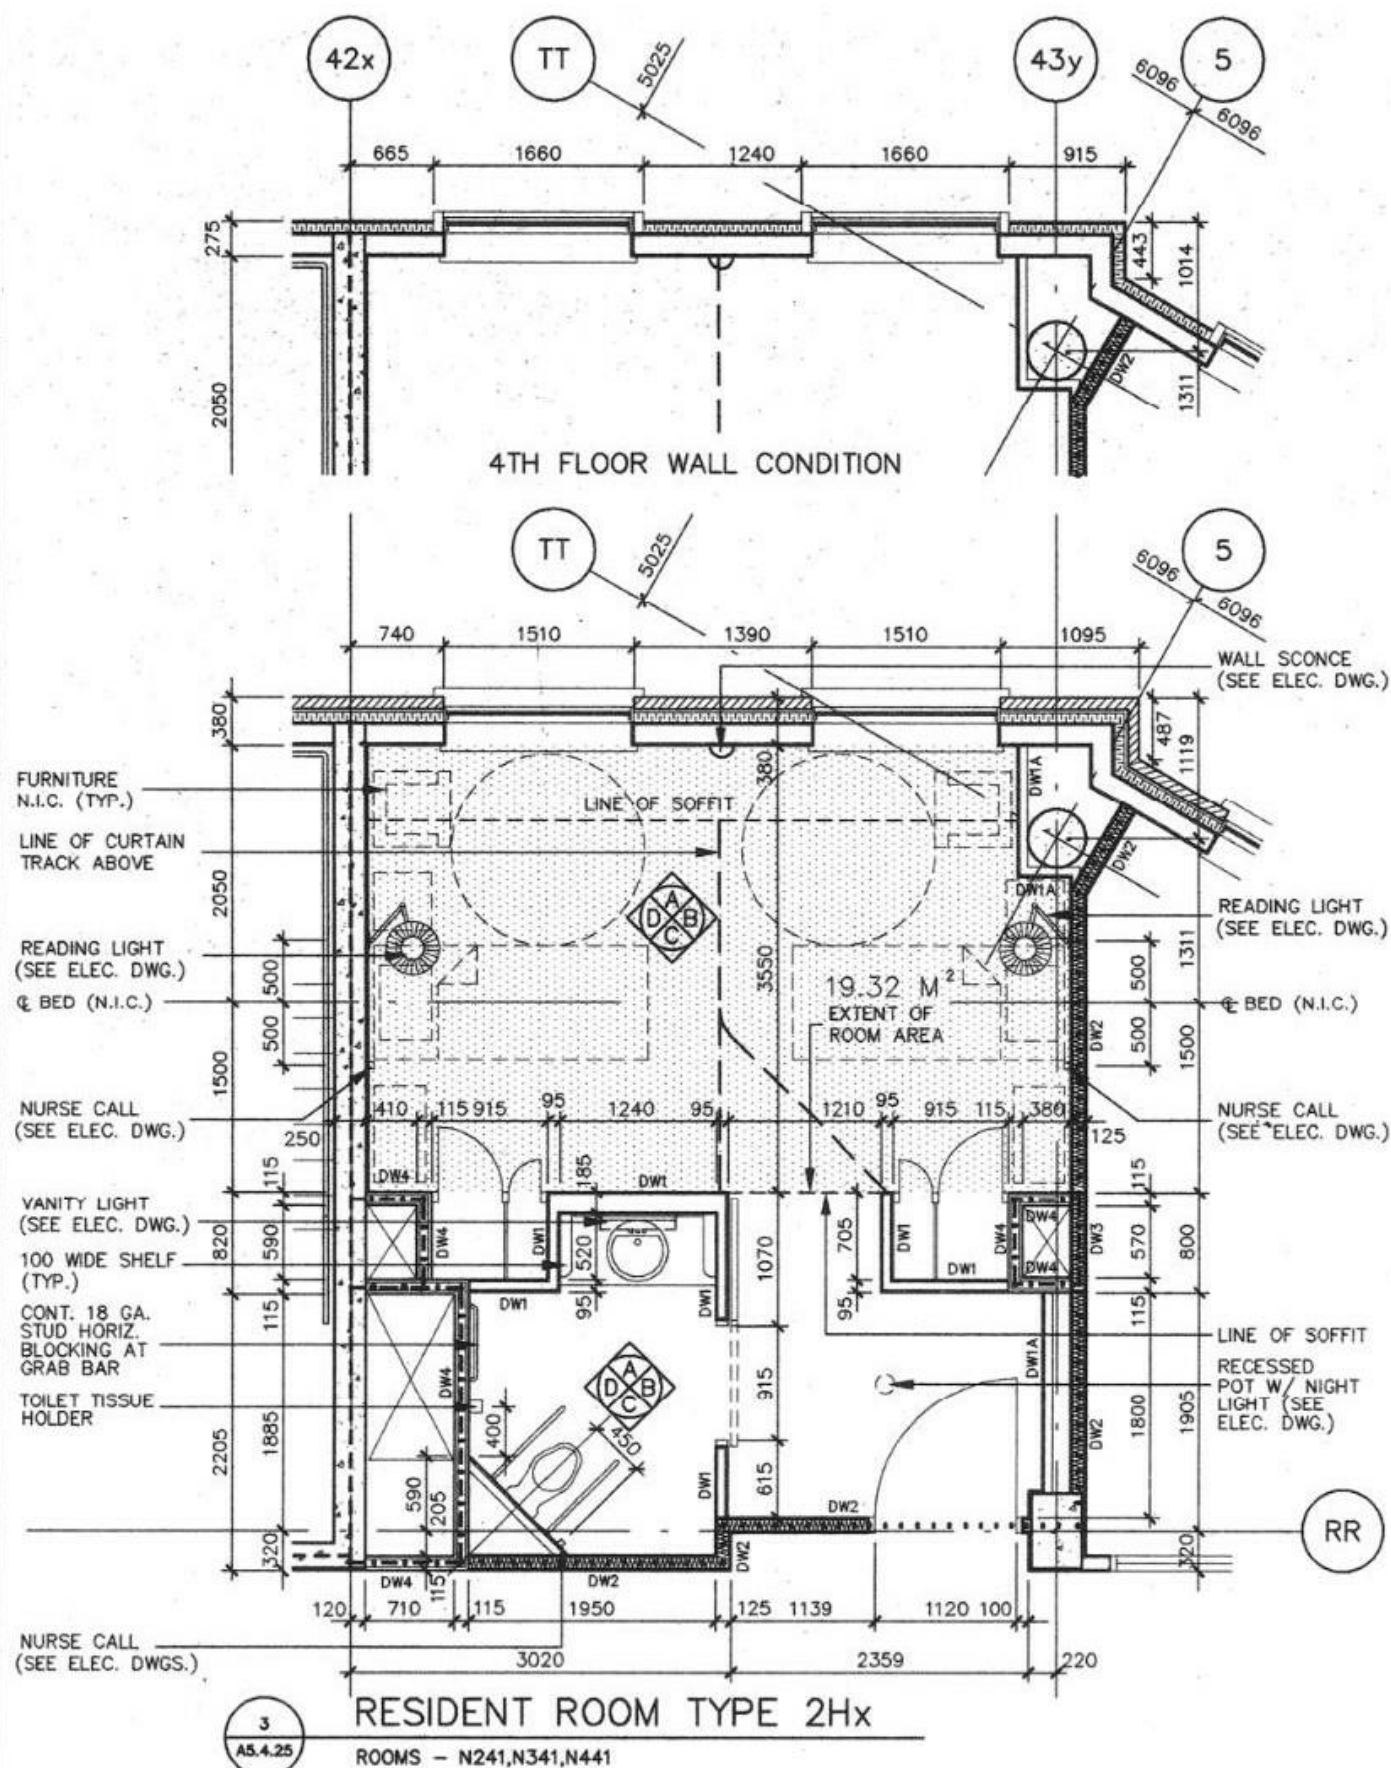 42x
TT
43y
5
5025
6096
6096
665
1660
1240
1660
915
275
2050
443
1014
1311
DW2
4TH FLOOR WALL CONDITION
TT
5
5025
6096
6096
740
1510
1390
1510
1095
WALL SCONCE
(SEE ELEC. DWG.)
380
487
1119
380
DW1A
FURNITURE
N.I.C. (TYP.)
LINE OF SOFFIT
LINE OF CURTAIN
TRACK ABOVE
DW2
2050
DW1A
A
D B
C
READING LIGHT
(SEE ELEC. DWG.)
READING LIGHT
(SEE ELEC. DWG.)
1311
500
500
3550
19.32 M²
EXTENT OF
ROOM AREA
℄ BED (N.I.C.)
℄ BED (N.I.C.)
500
500
DW2
1500
1500
NURSE CALL
(SEE ELEC. DWG.)
NURSE CALL
(SEE ELEC. DWG.)
410 115 915 95 1240 95 1210 95 915 115 380
250
125
115
185
115
DW4
DW1
VANITY LIGHT
(SEE ELEC. DWG.)
820
590
DW4
DW1
520
1070
705
DW1
DW4
DW4
DW4
DW3
570
800
100 WIDE SHELF
(TYP.)
DW1
DW1
95
95
DW1
115
115
CONT. 18 GA.
STUD HORIZ.
BLOCKING AT
GRAB BAR
LINE OF SOFFIT
DW4
A
D B
C
915
DW1A
RECESSED
POT W/ NIGHT
LIGHT (SEE
ELEC. DWG.)
TOILET TISSUE
HOLDER
400
450
DW2
1800
1905
2205
1885
590
205
DW1
615
DW2
RR
320
DW4
115
DW2
DW2
320
120 710 115 1950 125 1139 1120 100
NURSE CALL
(SEE ELEC. DWGS.)
3020 2359 220
3
A5.4.25
RESIDENT ROOM TYPE 2Hx
ROOMS - N241,N341,N441